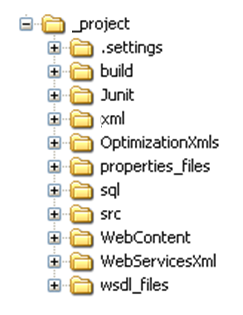 _project
.settings
build
Junit
xml
OptimizationXmls
properties_files
sql
src
WebContent
WebServicesXml
wsdl_files